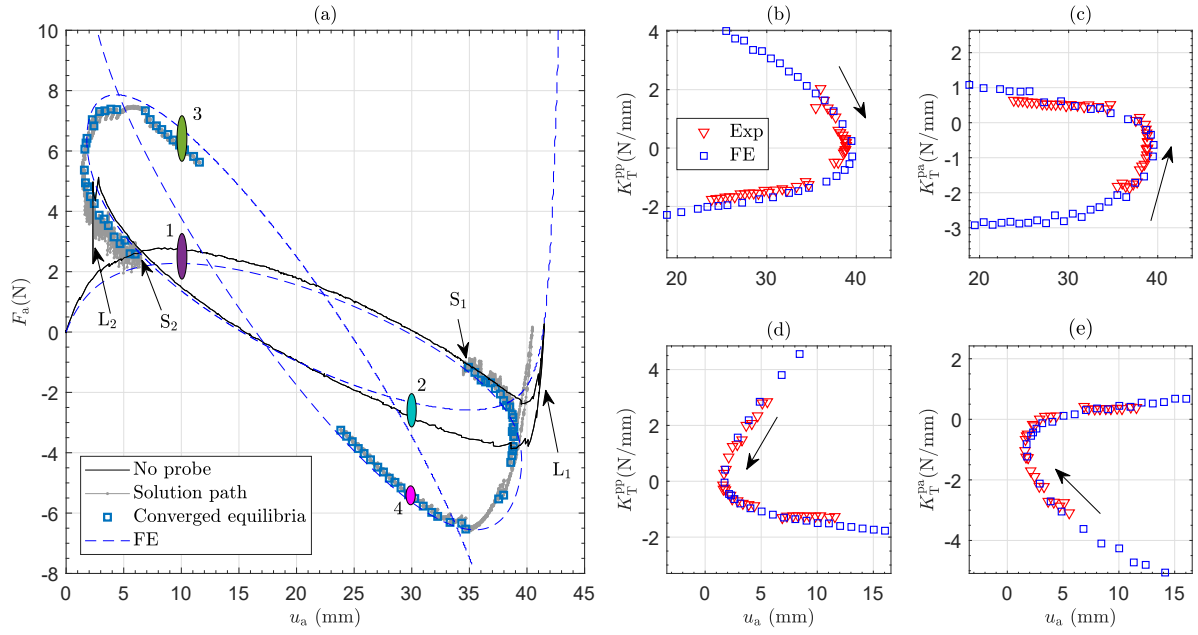 (a)
10
8
6
4
2
0
-2
-4
-6
-8
0
5
10
15
20
25
30
35
40
45
F_a(N)
u_a (mm)
3
1
L_2
S_2
S_1
2
L_1
4
No probe
Solution path
Converged equilibria
FE
(b)
4
2
0
-2
20
30
40
K_T^pp(N/mm)
Exp
FE
(c)
2
1
0
-1
-2
-3
20
30
40
K_T^pa(N/mm)
(d)
4
2
0
-2
0
5
10
15
K_T^pp(N/mm)
u_a (mm)
(e)
2
0
-2
-4
0
5
10
15
K_T^pa(N/mm)
u_a (mm)